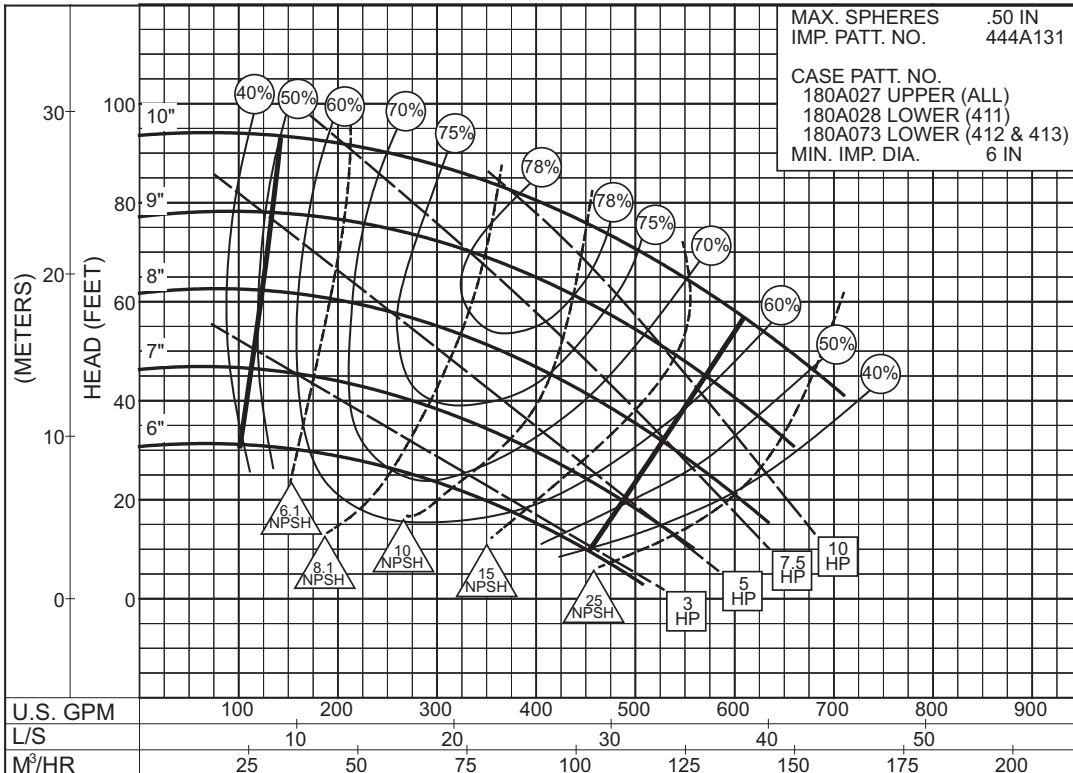 MAX. SPHERES .50 IN
IMP. PATT. NO. 444A131
CASE PATT. NO.
180A027 UPPER (ALL)
180A028 LOWER (411)
180A073 LOWER (412 & 413)
MIN. IMP. DIA. 6 IN
40% 50% 60% 70% 75% 78% 78% 75% 70% 60% 50% 40%
(METERS)
30
20
10
0
HEAD (FEET)
100
80
60
40
20
0
10"
9"
8"
7"
6"
6.1
NPSH
8.1
NPSH
10
NPSH
15
NPSH
25
NPSH
3
HP
5
HP
7.5
HP
10
HP
U.S. GPM 100 200 300 400 500 600 700 800 900
L/S 10 20 30 40 50
M³/HR 25 50 75 100 125 150 175 200